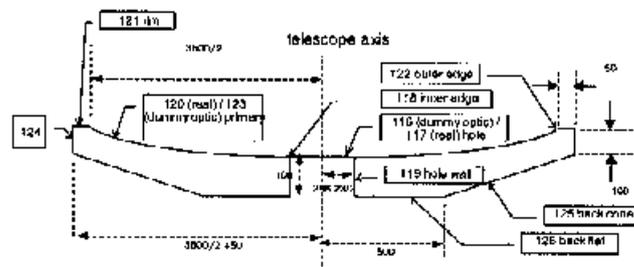 121 rim
3600/2
telescope axis
122 outer edge
50
118 inner edge
120 (real) / 123
(dummy optic) primary
116 (dummy optic) /
117 (real) hole
124
100
119 hole wall
100
125 back cone
126 back flat
3600/2 +50
500